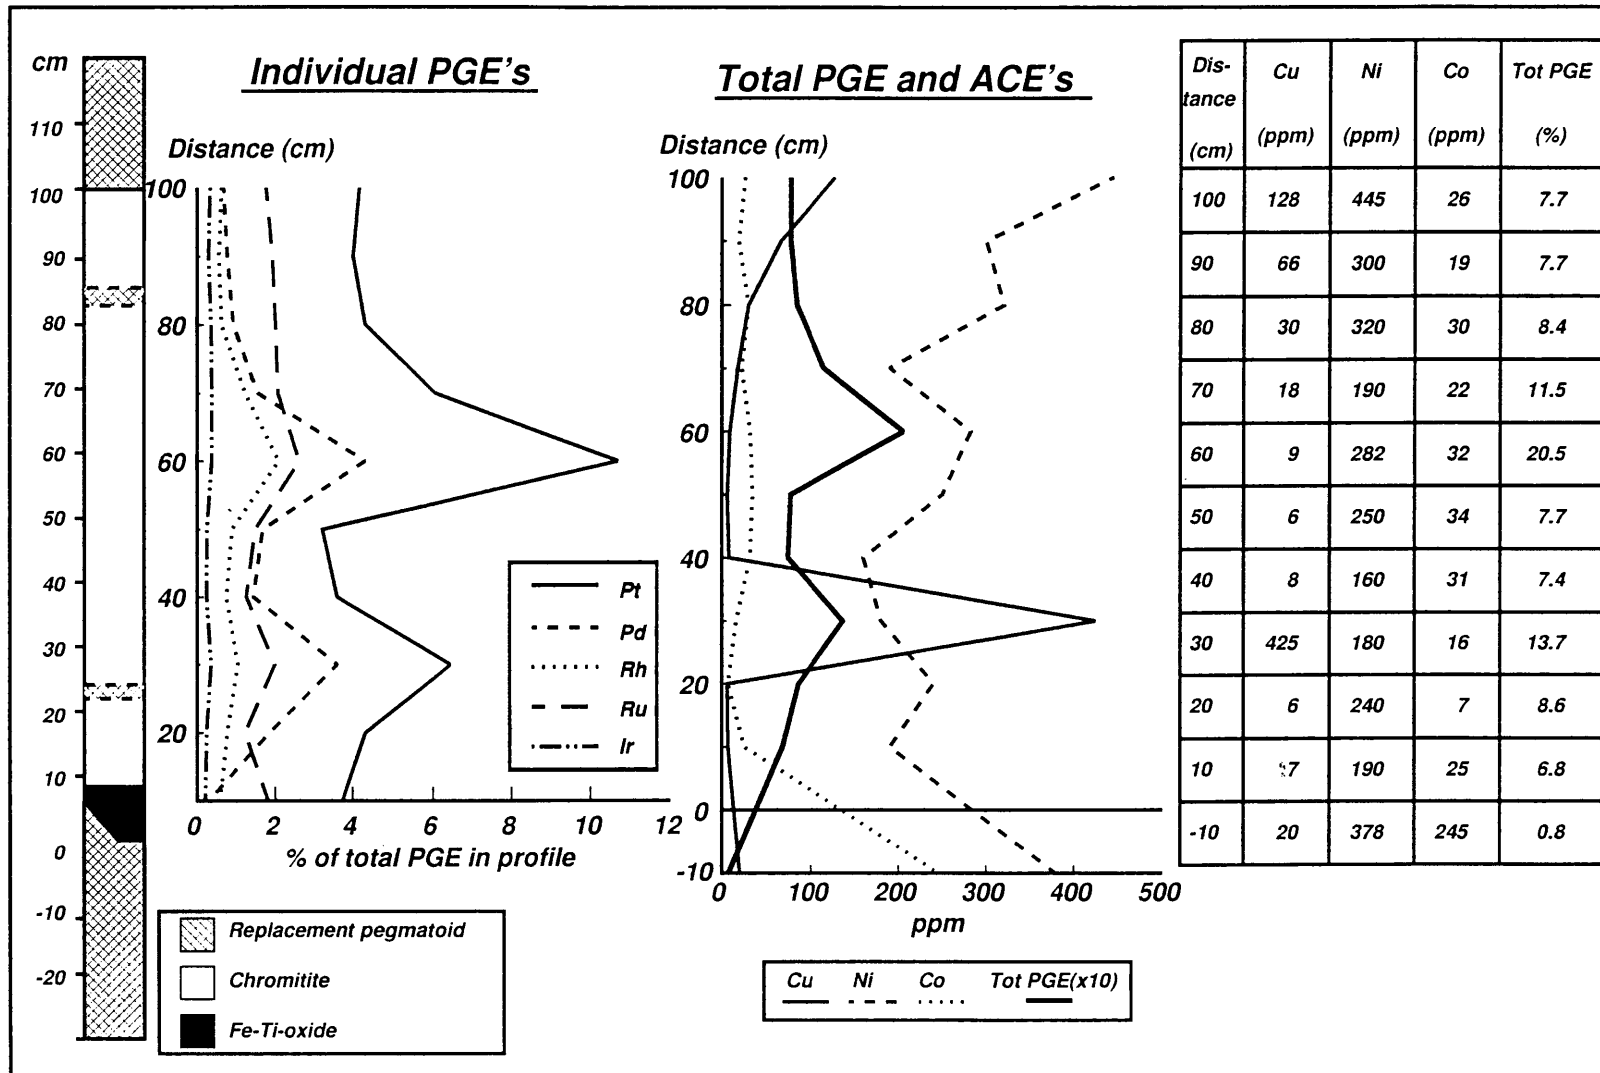 cm
110
100
90
80
70
60
50
40
30
20
10
0
-10
-20
Individual PGE's
Distance (cm)
100
80
60
40
20
0 2 4 6 8 10 12
% of total PGE in profile
Pt
Pd
Rh
Ru
Ir
Replacement pegmatoid
Chromitite
Fe-Ti-oxide
Total PGE and ACE's
Distance (cm)
100
80
60
40
20
0
-10
0 100 200 300 400 500
ppm
Cu Ni Co Tot PGE(x10)
Dis- Cu Ni Co Tot PGE
tance
(cm) (ppm) (ppm) (ppm) (%)
100 128 445 26 7.7
90 66 300 19 7.7
80 30 320 30 8.4
70 18 190 22 11.5
60 9 282 32 20.5
50 6 250 34 7.7
40 8 160 31 7.4
30 425 180 16 13.7
20 6 240 7 8.6
10 7 190 25 6.8
-10 20 378 245 0.8